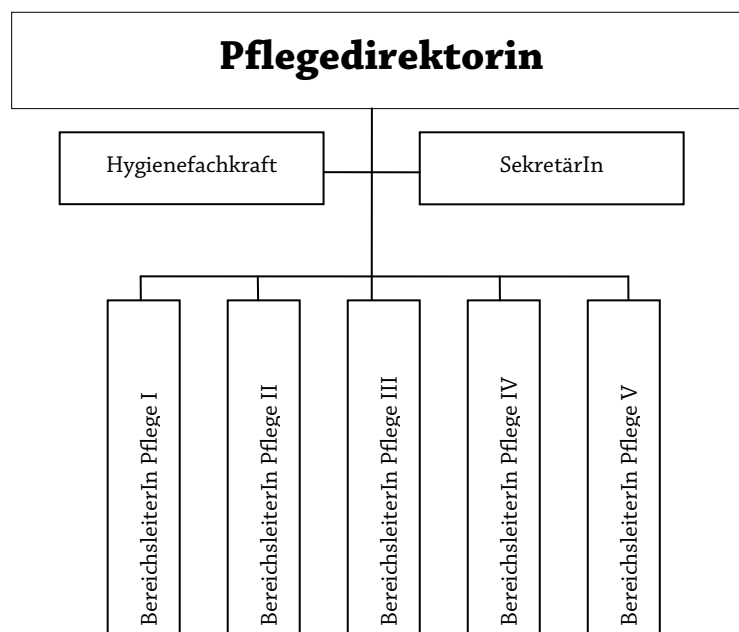 Pflegedirektorin
Hygienefachkraft
SekretärIn
BereichsleiterIn Pflege I
BereichsleiterIn Pflege II
BereichsleiterIn Pflege III
BereichsleiterIn Pflege IV
BereichsleiterIn Pflege V